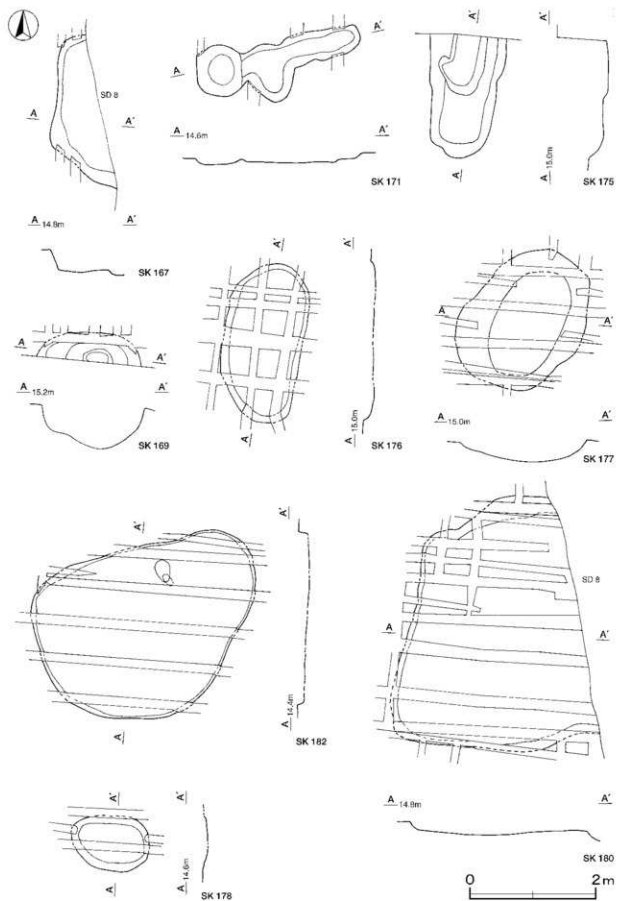 SD 8
A
A′
A 14.8m
A′
SK 167
A
A′
A 14.6m
A′
SK 171
A′
A
A′
A 15.0m
SK 175
A
A′
A 15.2m
A′
SK 169
A′
A
A′
A 15.0m
SK 176
A
A′
A 15.0m
A′
SK 177
A′
A
A′
A 14.4m
SK 182
SD 8
A
A′
A 14.8m
A′
SK 180
A′
A
A′
A 14.6m
SK 178
0 2m